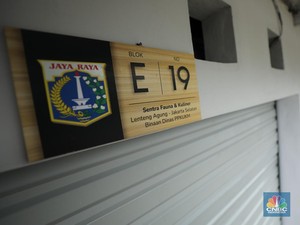 JAYA RAYA
BLOK
E
NO.
19
Sentra Fauna & Kuliner
Lenteng Agung - Jakarta Selatan
Binaan Dinas PPKUKM
CNBC
INDONESIA